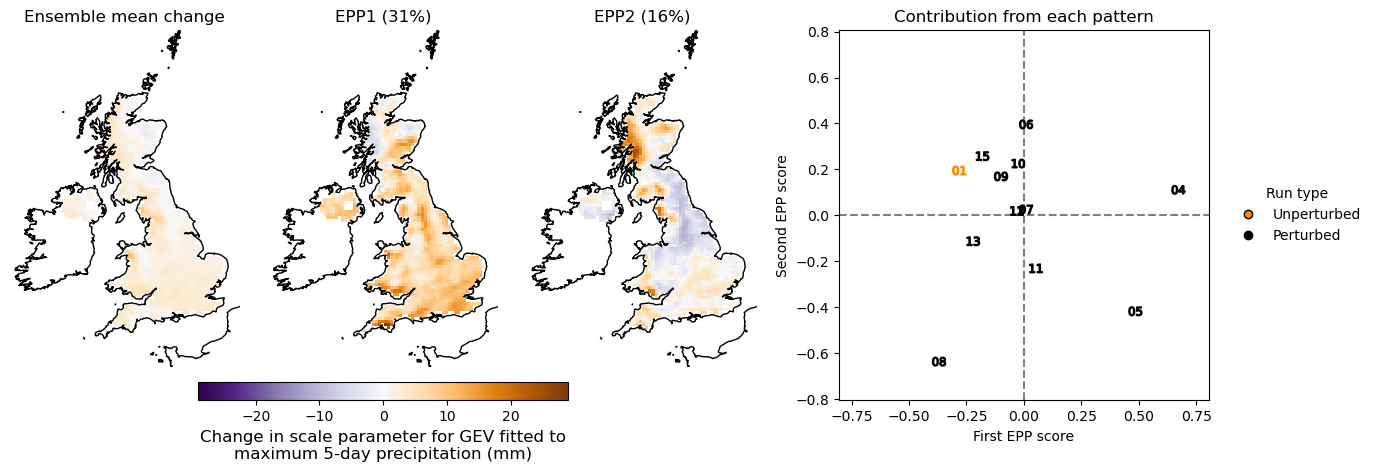 Ensemble mean change
EPP1 (31%)
EPP2 (16%)
−20 −10 0 10 20
Change in scale parameter for GEV fitted to
maximum 5-day precipitation (mm)
Contribution from each pattern
Second EPP score
0.8
0.6
0.4
0.2
0.0
−0.2
−0.4
−0.6
−0.8
06
15
10
01
09
04
12
07
13
11
05
08
−0.75 −0.50 −0.25 0.00 0.25 0.50 0.75
First EPP score
Run type
Unperturbed
Perturbed